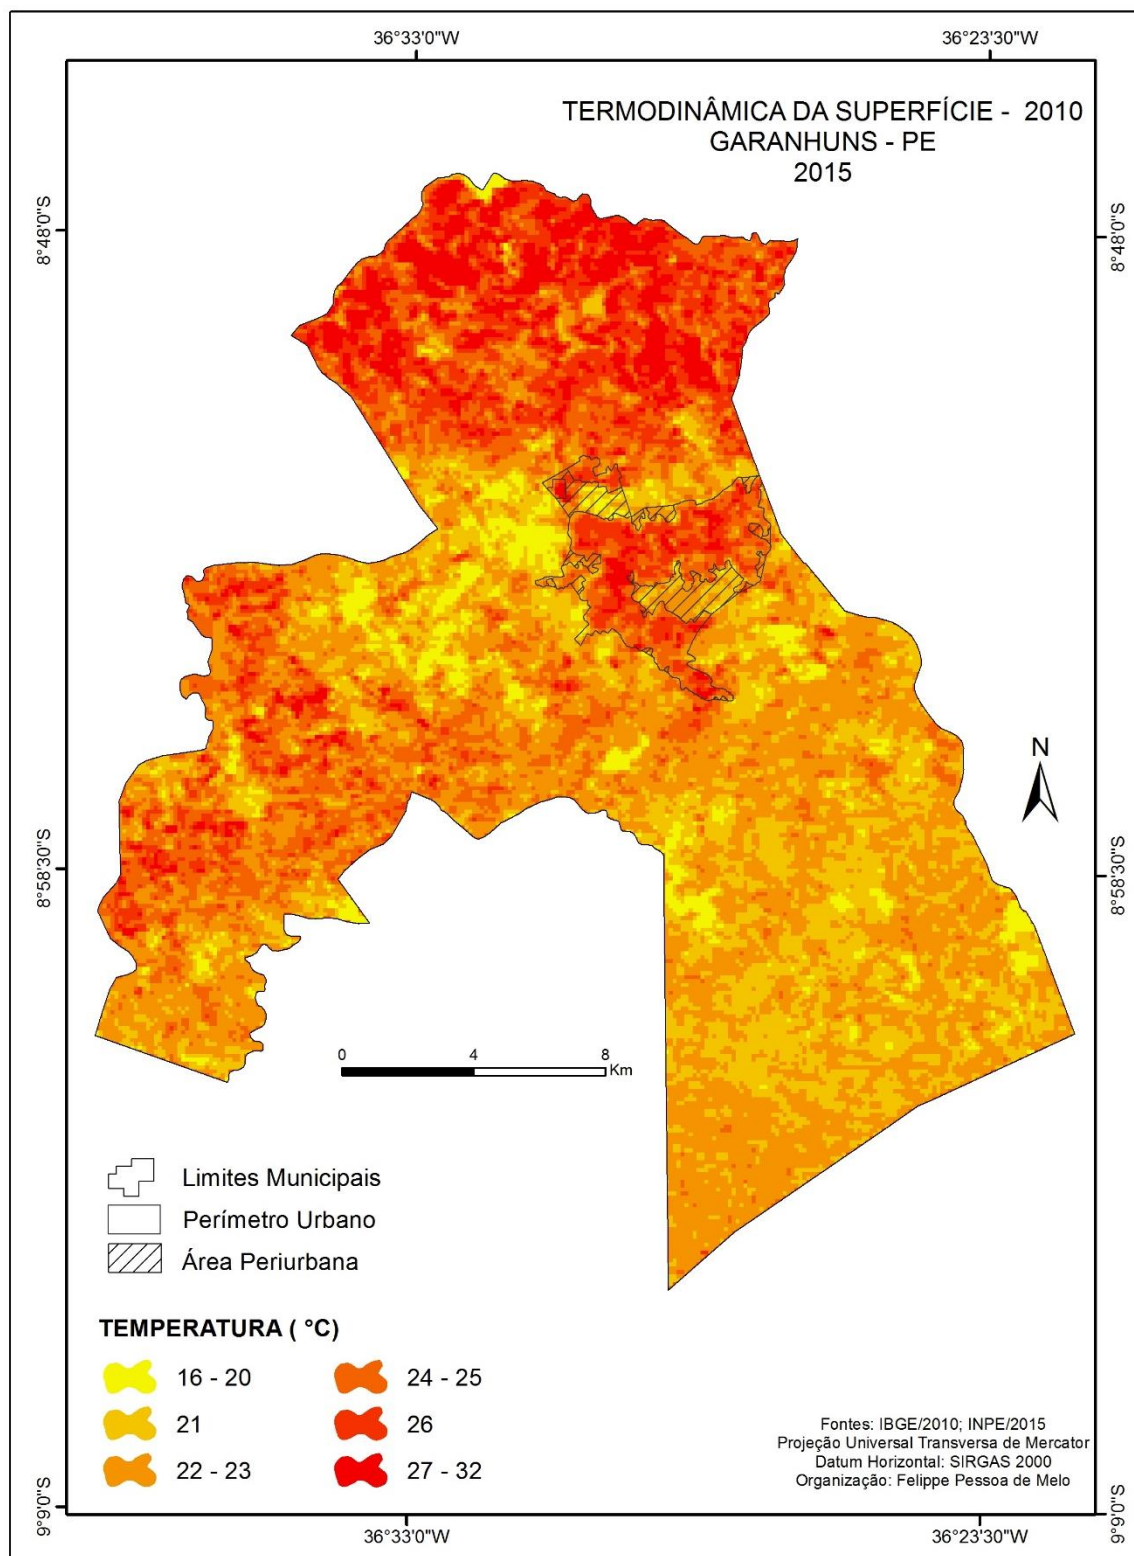 36°33'0"W
36°23'30"W
TERMODINÂMICA DA SUPERFÍCIE - 2010
GARANHUNS - PE
2015
8°48'0"S
8°48'0"S
N
8°58'30"S
8°58'30"S
0 4 8
Km
Limites Municipais
Perímetro Urbano
Área Periurbana
TEMPERATURA ( °C)
16 - 20
24 - 25
21
26
22 - 23
27 - 32
Fontes: IBGE/2010; INPE/2015
Projeção Universal Transversa de Mercator
Datum Horizontal: SIRGAS 2000
Organização: Felippe Pessoa de Melo
9°9'0"S
9°9'0"S
36°33'0"W
36°23'30"W